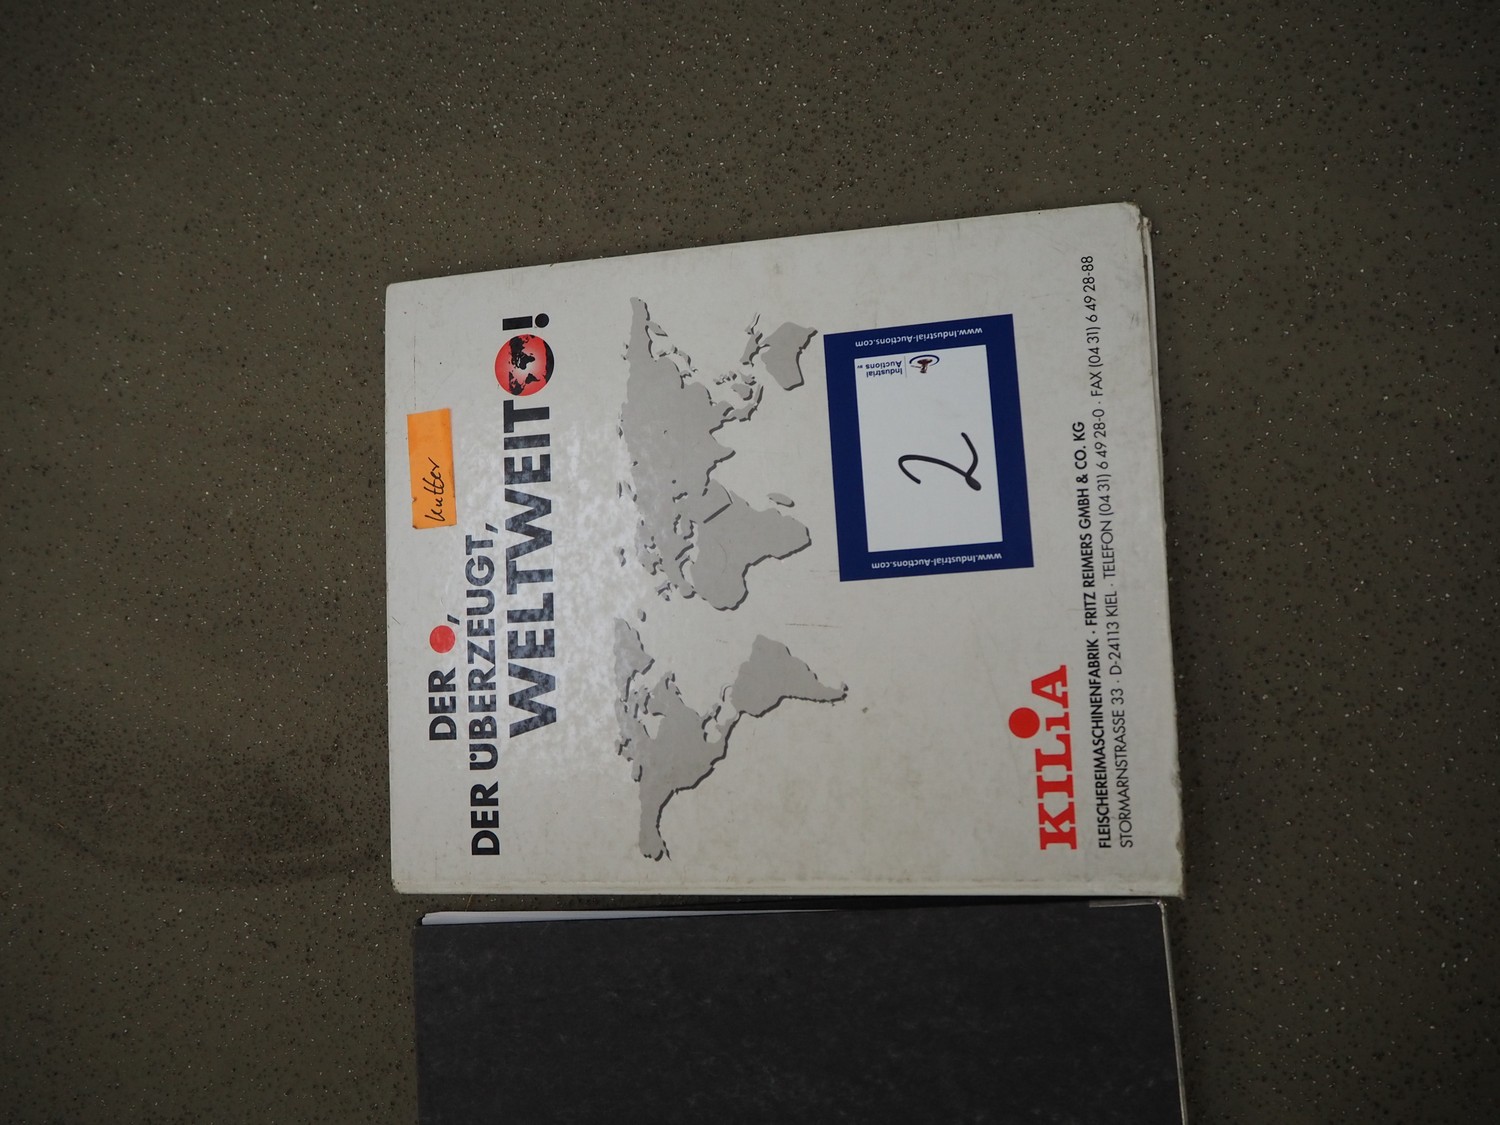 Kutter
DER ,
DER ÜBERZEUGT,
WELTWEIT!
www.Industrial-Auctions.com
Industrial
Auctions
2
www.Industrial-Auctions.com
KILiA
FLEISCHEREIMASCHINENFABRIK · FRITZ REIMERS GMBH & CO. KG
STORMARNSTRASSE 33 · D-24113 KIEL · TELEFON (04 31) 6 49 28-0 · FAX (04 31) 6 49 28-88